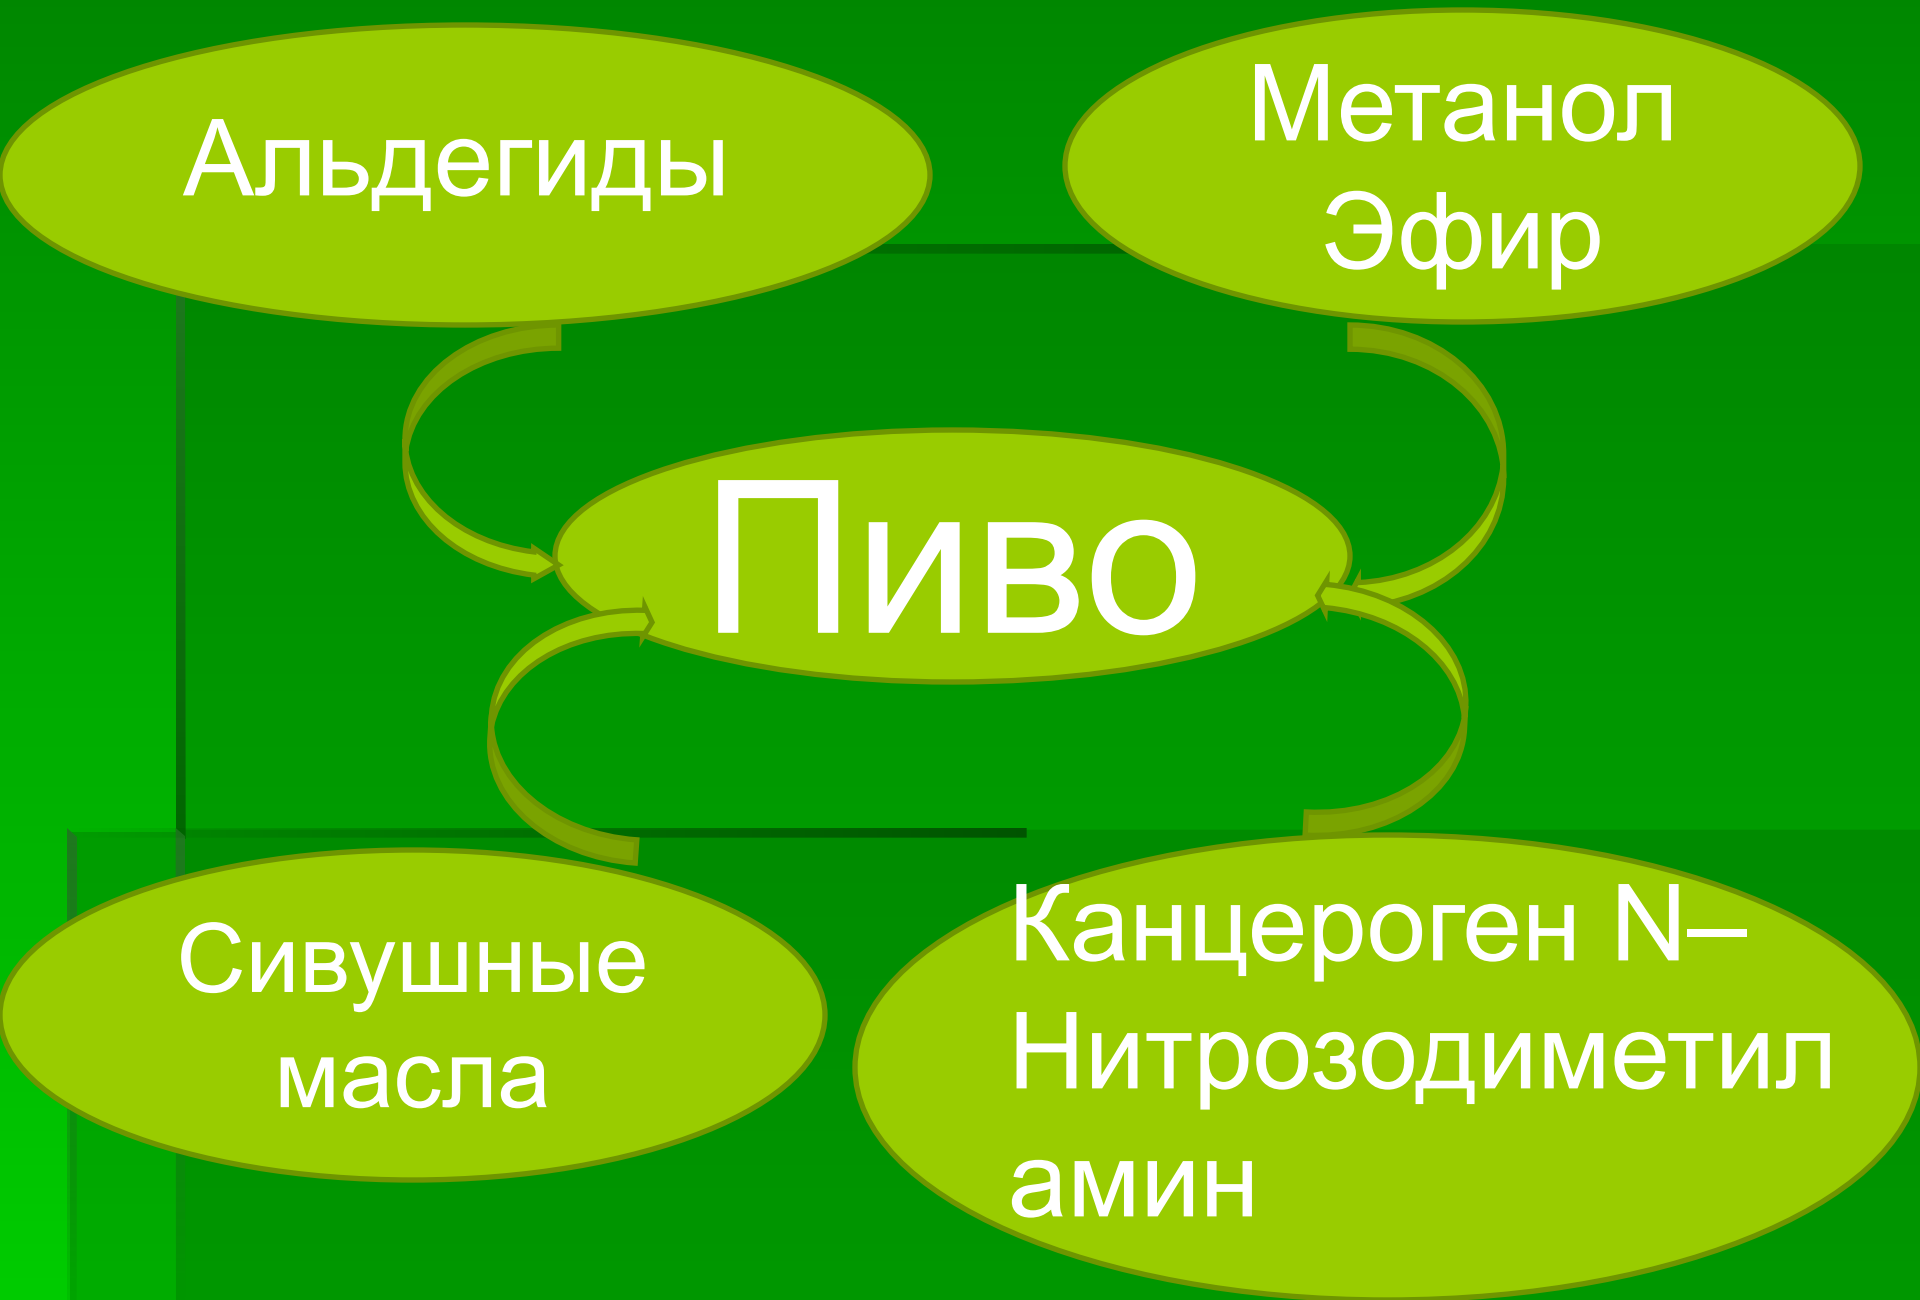 Альдегиды
Метанол
Эфир
Пиво
Сивушные
масла
Канцероген N–
Нитрозодиметил
амин